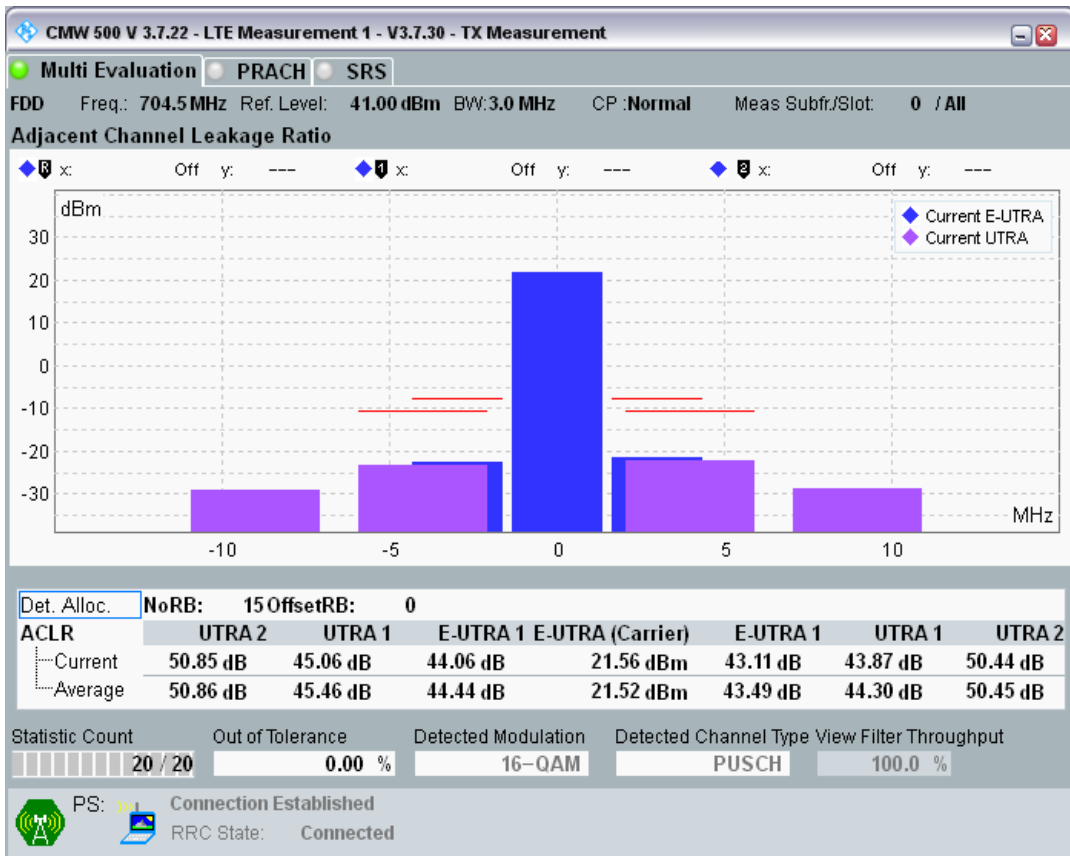 CMW 500 V 3.7.22 - LTE Measurement 1 - V3.7.30 - TX Measurement
Multi Evaluation PRACH SRS
FDD Freq.: 704.5 MHz Ref. Level: 41.00 dBm BW: 3.0 MHz CP : Normal Meas Subfr./Slot: 0 / All
Adjacent Channel Leakage Ratio
R x: Off y: --- 1 x: Off y: --- 2 x: Off y: ---
dBm
Current E-UTRA
Current UTRA
30
20
10
0
-10
-20
-30
MHz
-10 -5 0 5 10
Det. Alloc. NoRB: 15 OffsetRB: 0
ACLR UTRA 2 UTRA 1 E-UTRA 1 E-UTRA (Carrier) E-UTRA 1 UTRA 1 UTRA 2
Current 50.85 dB 45.06 dB 44.06 dB 21.56 dBm 43.11 dB 43.87 dB 50.44 dB
Average 50.86 dB 45.46 dB 44.44 dB 21.52 dBm 43.49 dB 44.30 dB 50.45 dB
Statistic Count Out of Tolerance Detected Modulation Detected Channel Type View Filter Throughput
20 / 20 0.00 % 16-QAM PUSCH 100.0 %
PS: Connection Established
RRC State: Connected